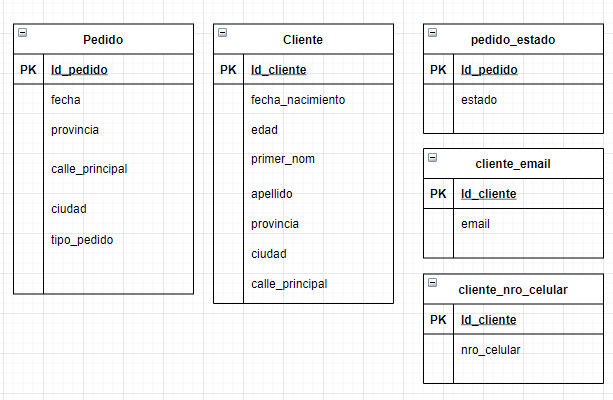 Pedido
PK Id_pedido
fecha
provincia
calle_principal
ciudad
tipo_pedido
Cliente
PK Id_cliente
fecha_nacimiento
edad
primer_nom
apellido
provincia
ciudad
calle_principal
pedido_estado
PK Id_pedido
estado
cliente_email
PK Id_cliente
email
cliente_nro_celular
PK Id_cliente
nro_celular